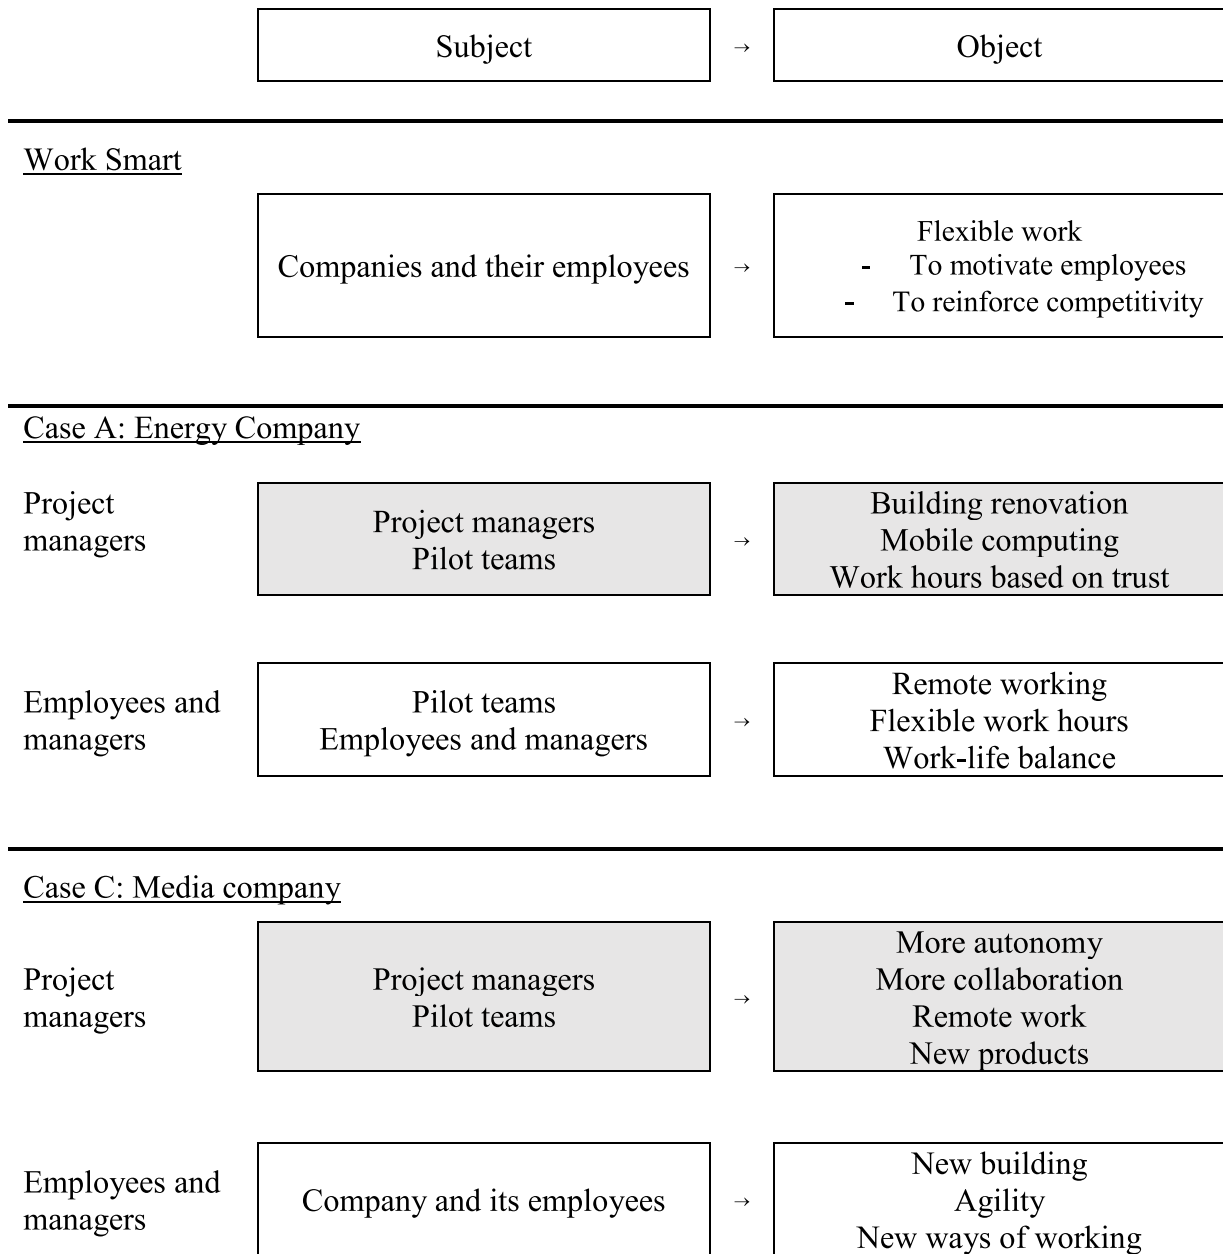 Subject → Object
Work Smart
Companies and their employees → Flexible work
- To motivate employees
- To reinforce competitivity
Case A: Energy Company
Project
managers
Project managers
Pilot teams
→
Building renovation
Mobile computing
Work hours based on trust
Employees and
managers
Pilot teams
Employees and managers
→
Remote working
Flexible work hours
Work-life balance
Case C: Media company
Project
managers
Project managers
Pilot teams
→
More autonomy
More collaboration
Remote work
New products
Employees and
managers
Company and its employees
→
New building
Agility
New ways of working